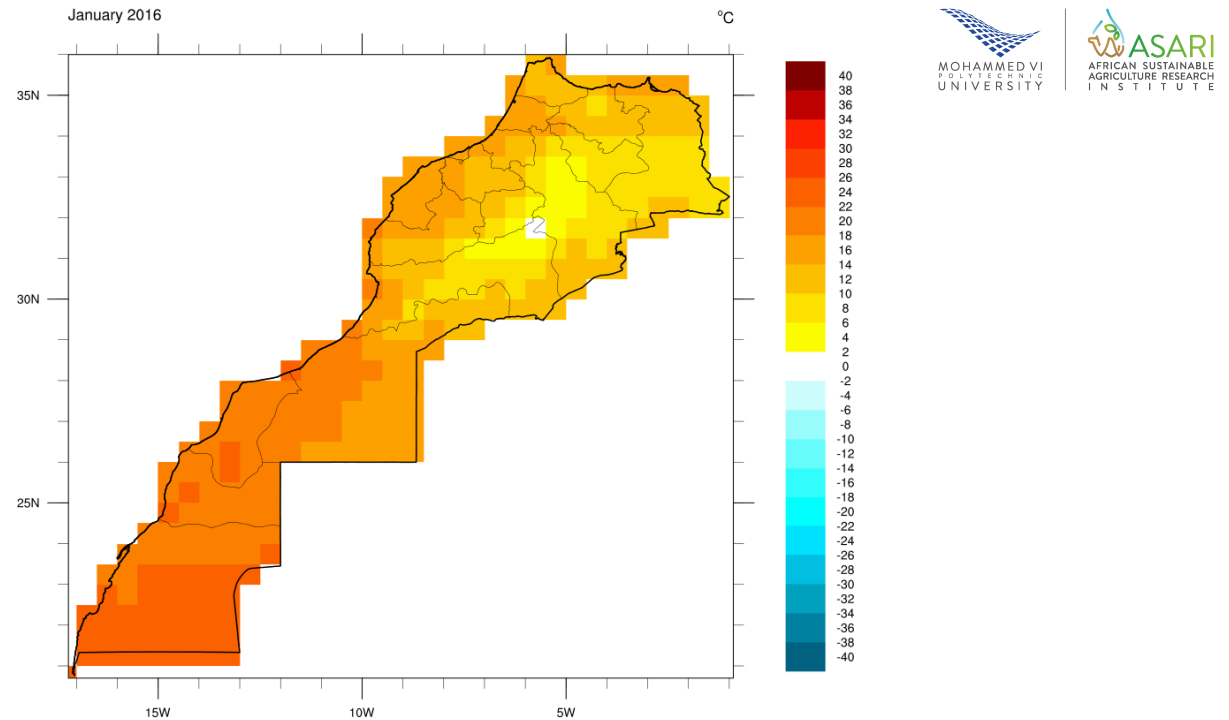 January 2016
°C
35N
30N
25N
15W
10W
5W
40
38
36
34
32
30
28
26
24
22
20
18
16
14
12
10
8
6
4
2
0
-2
-4
-6
-8
-10
-12
-14
-16
-18
-20
-22
-24
-26
-28
-30
-32
-34
-36
-38
-40
MOHAMMED VI
POLYTECHNIC
UNIVERSITY
ASARI
AFRICAN SUSTAINABLE
AGRICULTURE RESEARCH
INSTITUTE